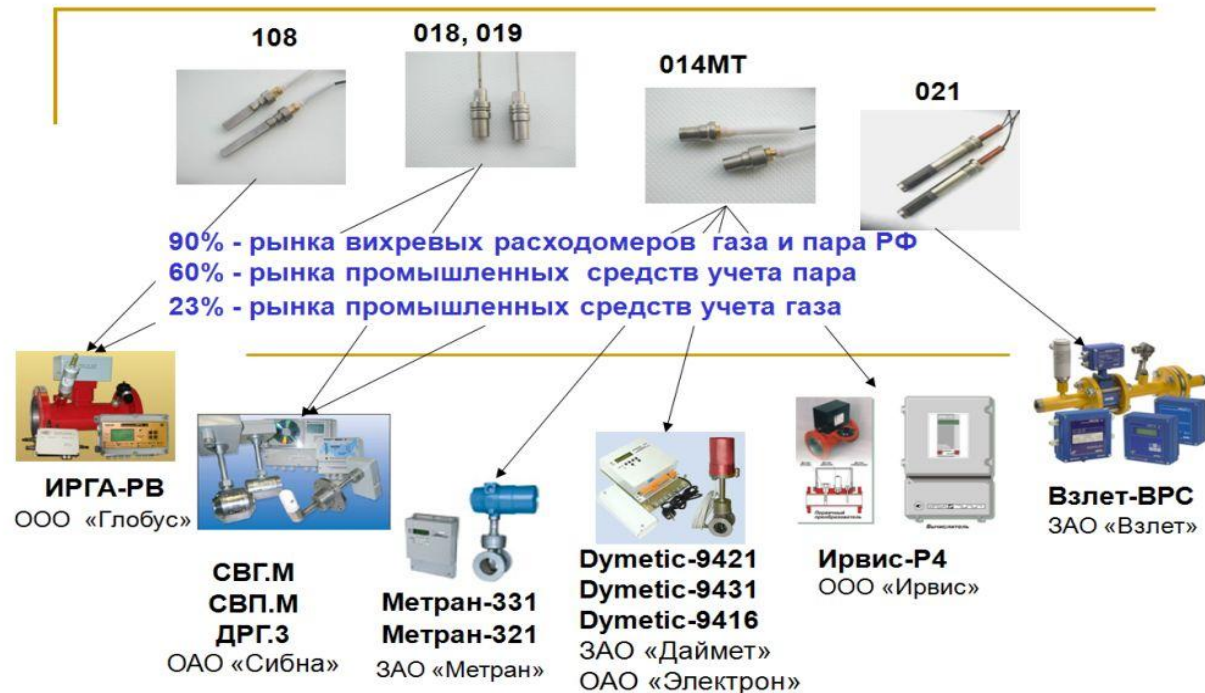 108
018, 019
014МТ
021
90% - рынка вихревых расходомеров газа и пара РФ
60% - рынка промышленных средств учета пара
23% - рынка промышленных средств учета газа
ИРГА-РВ
ООО «Глобус»
СВГ.М
СВП.М
ДРГ.3
ОАО «Сибна»
Метран-331
Метран-321
ЗАО «Метран»
Dymetic-9421
Dymetic-9431
Dymetic-9416
ЗАО «Даймет»
ОАО «Электрон»
Первичный
преобразователь
Вычислитель
Ирвис-Р4
ООО «Ирвис»
Взлет-ВРС
ЗАО «Взлет»